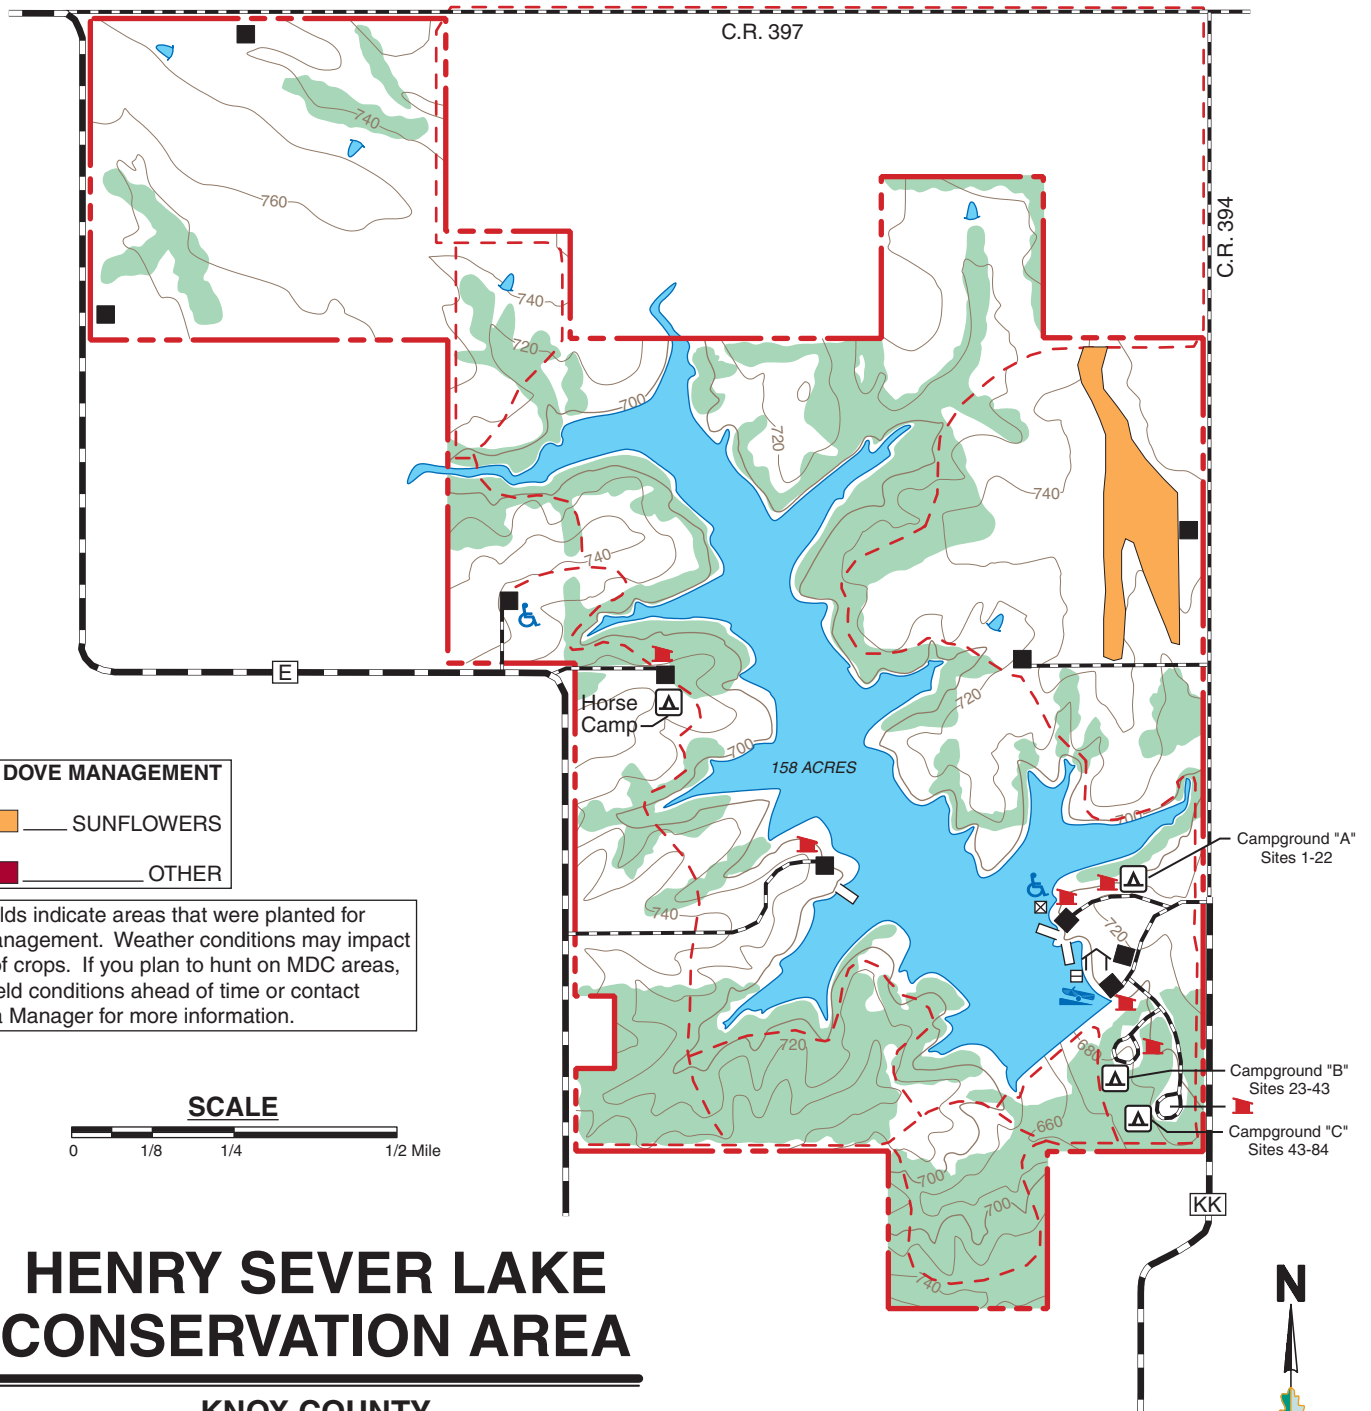 C.R. 397
C.R. 394
740
760
740
720
700
720
740
740
E
Horse
Camp
720
700
158 ACRES
700
DOVE MANAGEMENT
SUNFLOWERS
OTHER
lds indicate areas that were planted for
anagement. Weather conditions may impact
of crops. If you plan to hunt on MDC areas,
eld conditions ahead of time or contact
a Manager for more information.
Campground "A"
Sites 1-22
740
720
720
680
Campground "B"
Sites 23-43
660
Campground "C"
Sites 43-84
SCALE
0 1/8 1/4 1/2 Mile
700
700
KK
740
HENRY SEVER LAKE
CONSERVATION AREA
KNOX COUNTY
N